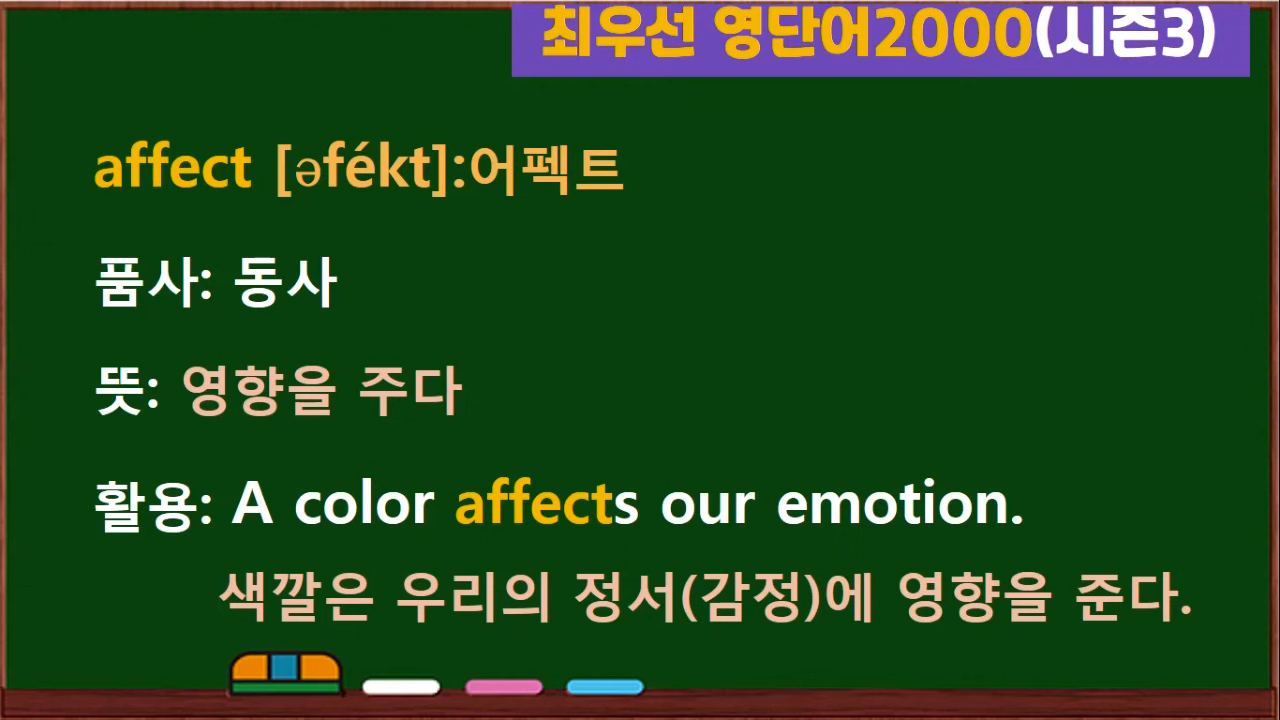 최우선 영단어2000(시즌3)
affect [əfékt]:어펙트
품사: 동사
뜻: 영향을 주다
활용: A color affects our emotion.
색깔은 우리의 정서(감정)에 영향을 준다.